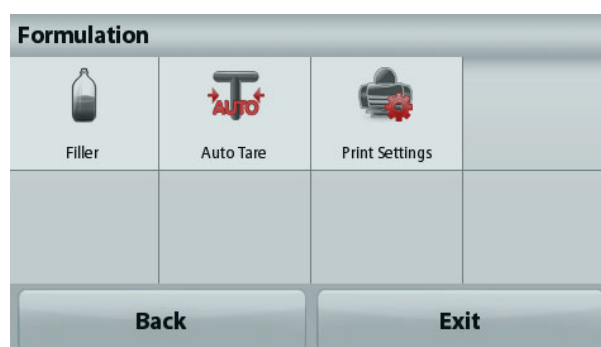 Formulation
AUTO
Filler
Auto Tare
Print Settings
Back
Exit